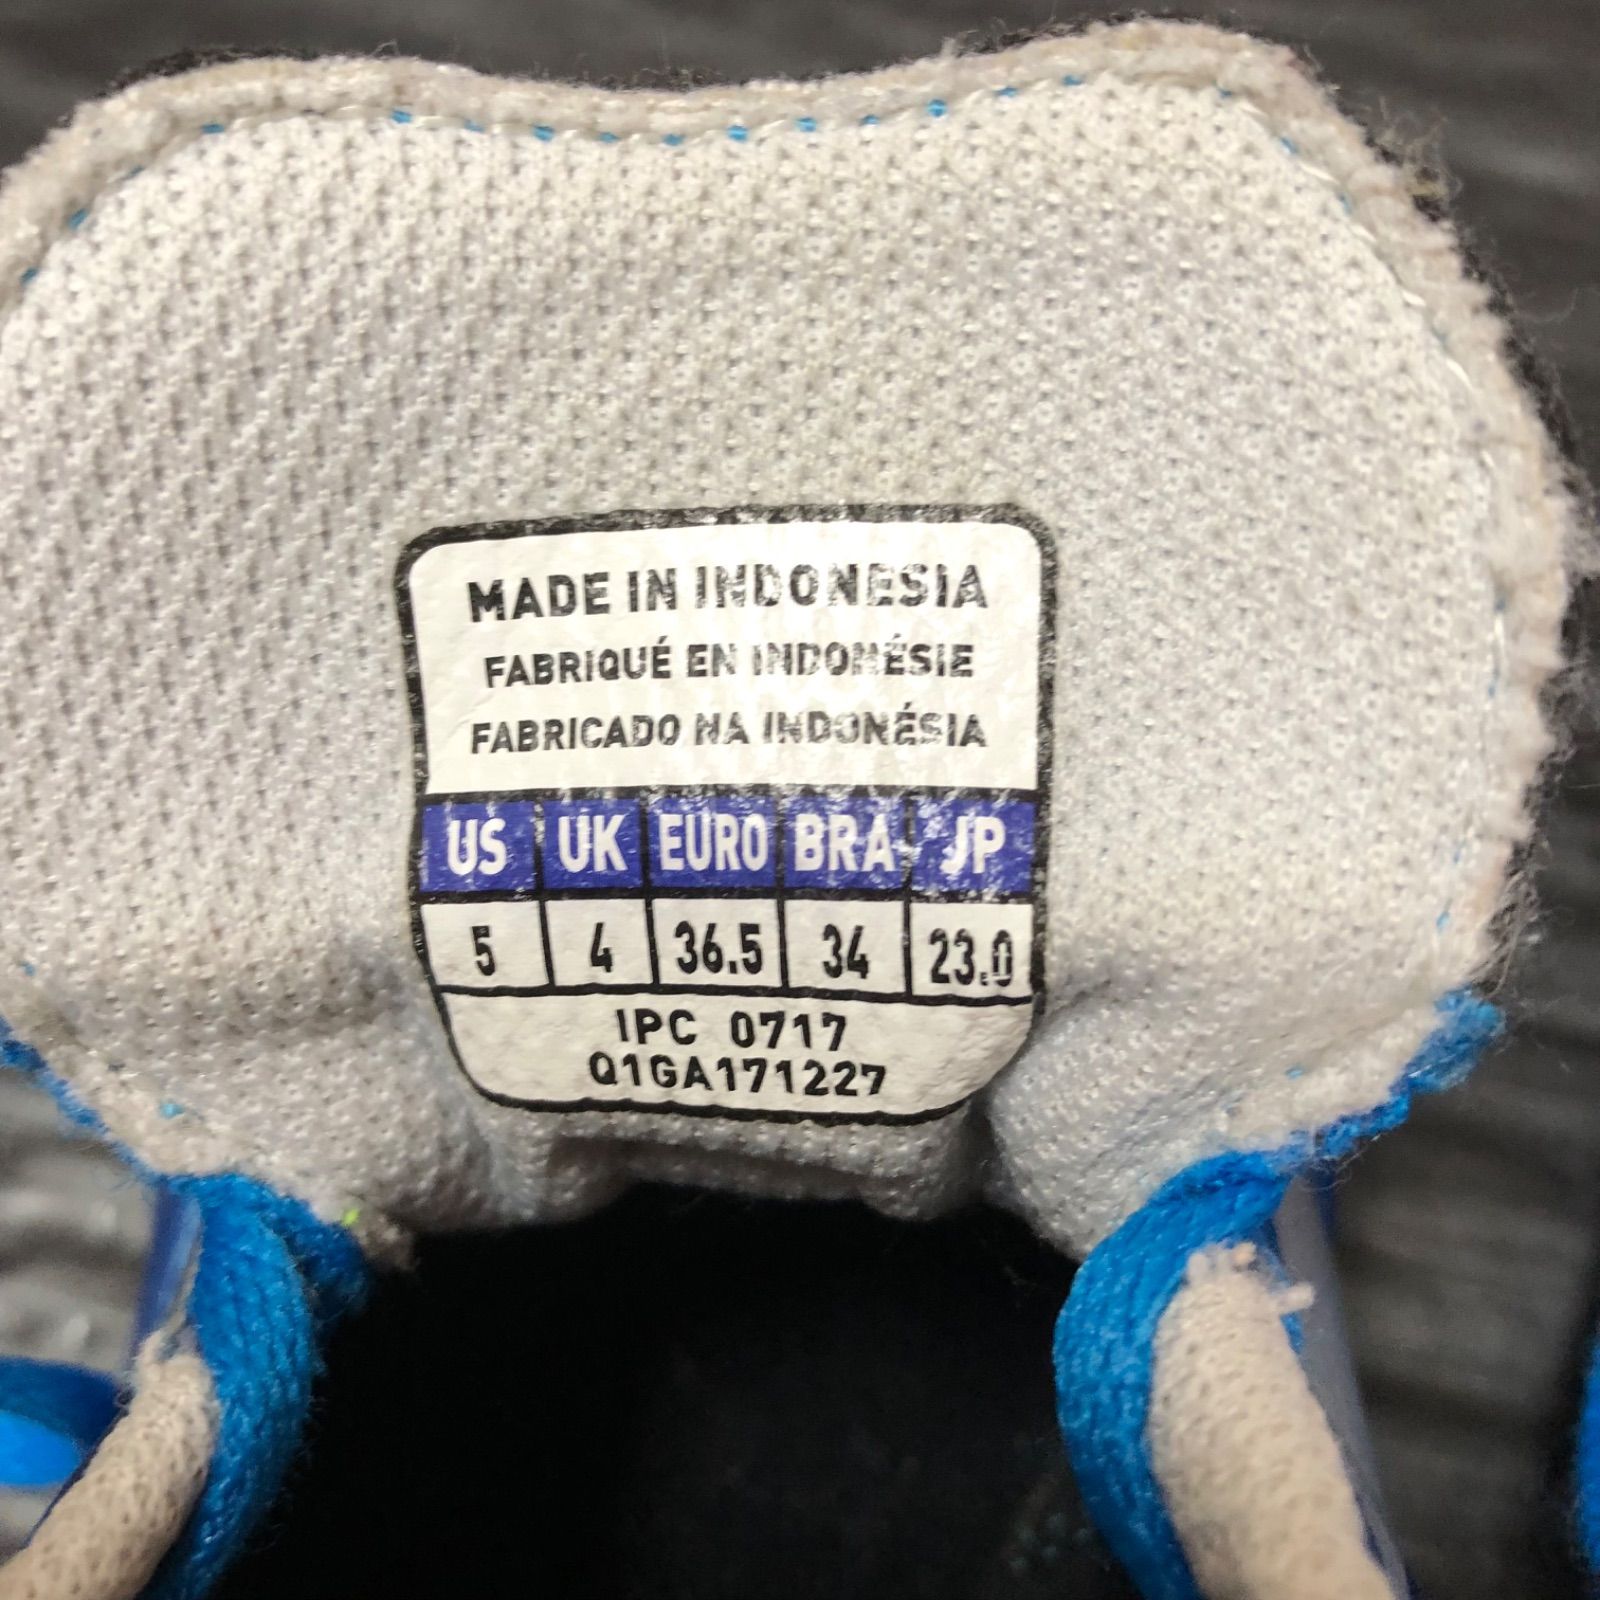 MADE IN INDONESIA
FABRIQUÉ EN INDONÉSIE
FABRICADO NA INDONÉSIA
US UK EURO BRA JP
5 4 36.5 34 23.0
IPC 0717
Q1GA171227